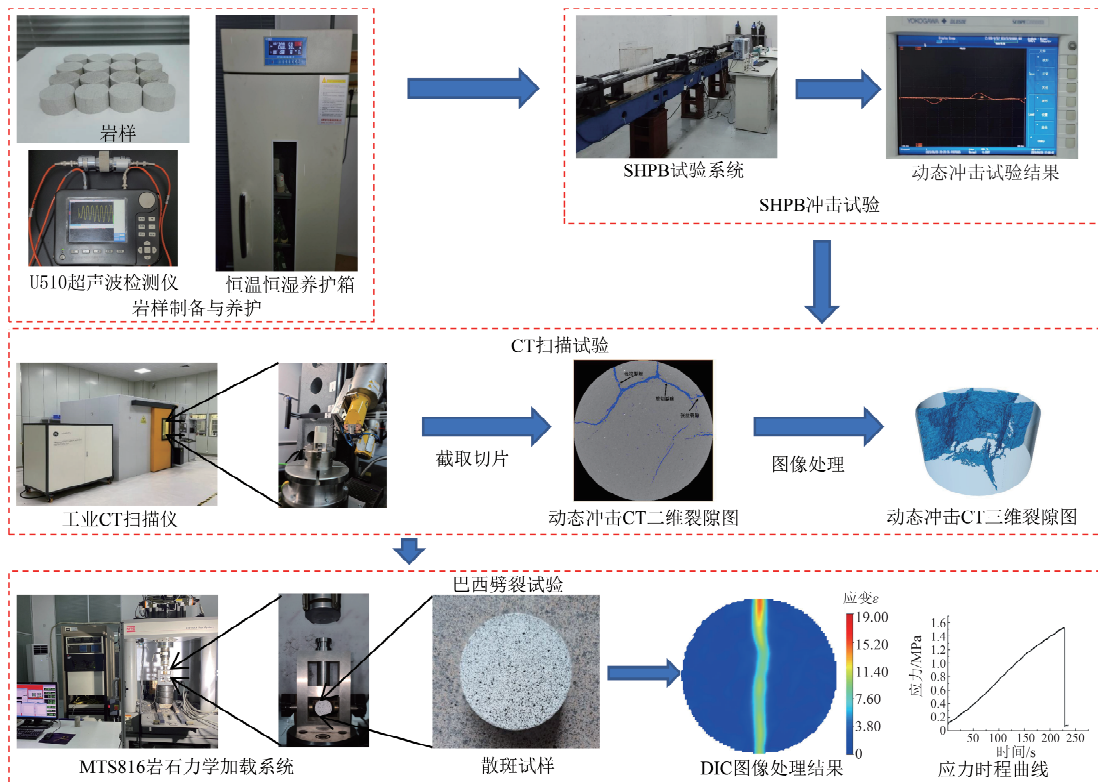 岩样
U510超声波检测仪
恒温恒湿养护箱
岩样制备与养护
YOKOGAWA
SHPB试验系统
动态冲击试验结果
SHPB冲击试验
CT扫描试验
工业CT扫描仪
截取切片
动态冲击CT二维裂隙图
图像处理
动态冲击CT三维裂隙图
巴西劈裂试验
MTS816岩石力学加载系统
散斑试样
应变ε
19.00
15.20
11.40
7.60
3.80
0
DIC图像处理结果
应力/MPa
1.6
1.4
1.2
1.0
0.8
0.6
0.4
0.2
0 50 100 150 200 250
时间/s
应力时程曲线